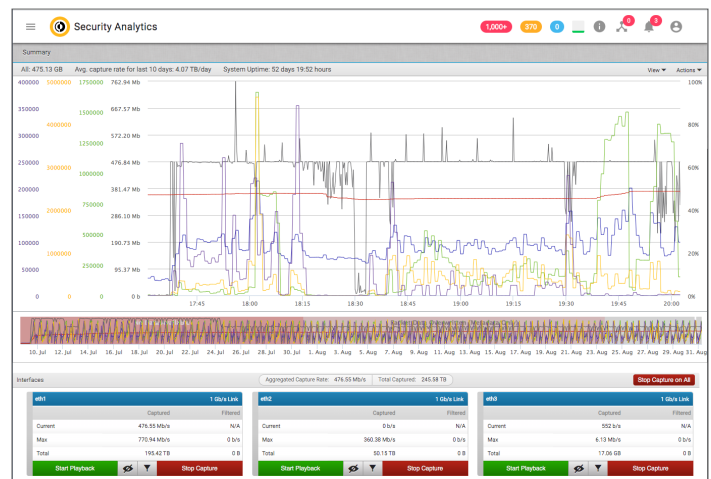 Security Analytics
1,000+ 370 0 0 3
Summary
All: 475.13 GB Avg. capture rate for last 10 days: 4.07 TB/day System Uptime: 52 days 19:52 hours View Actions
400000 5000000 1750000 762.94 Mb 100%
350000 1500000 667.57 Mb
300000 4000000 1250000 572.20 Mb 80%
250000 3000000 1000000 476.84 Mb 60%
200000 2000000 750000 381.47 Mb 40%
150000 500000 286.10 Mb
100000 1000000 190.73 Mb 20%
50000 250000 95.37 Mb
0 0 0 0 b 0%
17:45 18:00 18:15 18:30 18:45 19:00 19:15 19:30 19:45 20:00
10. Jul 12. Jul 14. Jul 16. Jul 18. Jul 20. Jul 22. Jul 24. Jul 26. Jul 28. Jul 30. Jul 1. Aug 3. Aug 5. Aug 7. Aug 9. Aug 11. Aug 13. Aug 15. Aug 17. Aug 19. Aug 21. Aug 23. Aug 25. Aug 27. Aug 29. Aug 31. Aug
Interfaces Aggregated Capture Rate: 476.55 Mb/s Total Captured: 245.58 TB Stop Capture on All
eth1 1 Gb/s Link eth2 1 Gb/s Link eth3 1 Gb/s Link
Captured Filtered Captured Filtered Captured Filtered
Current 476.55 Mb/s N/A Current 0 b/s N/A Current 552 b/s N/A
Max 770.94 Mb/s 0 b/s Max 360.38 Mb/s 0 b/s Max 6.13 Mb/s 0 b/s
Total 195.42 TB 0 B Total 50.15 TB 0 B Total 17.06 GB 0 B
Start Playback Stop Capture Start Playback Stop Capture Start Playback Stop Capture